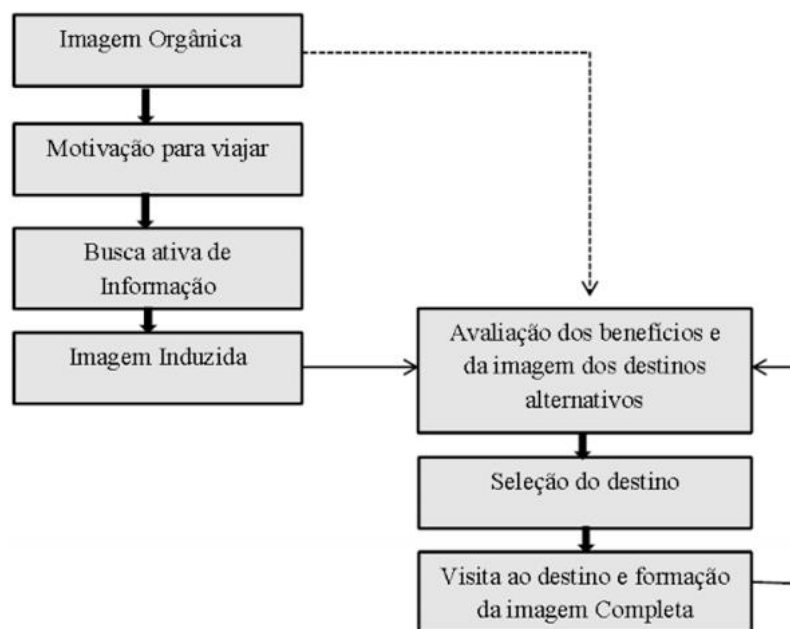 Imagem Orgânica
Motivação para viajar
Busca ativa de
Informação
Imagem Induzida
Avaliação dos benefícios e
da imagem dos destinos
alternativos
Seleção do destino
Visita ao destino e formação
da imagem Completa